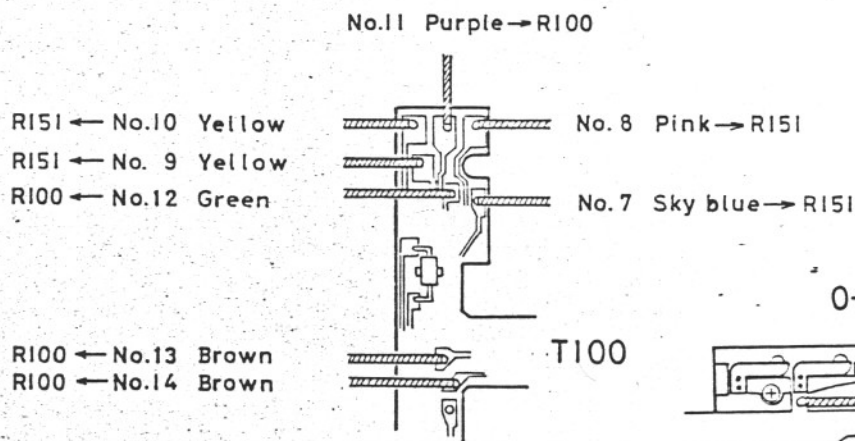 No.11 Purple→R100
R151 ← No.10 Yellow
No. 8 Pink→R151
R151 ← No. 9 Yellow
R100 ← No.12 Green
No. 7 Sky blue→R151
0-
R100 ← No.13 Brown
T100
R100 ← No.14 Brown